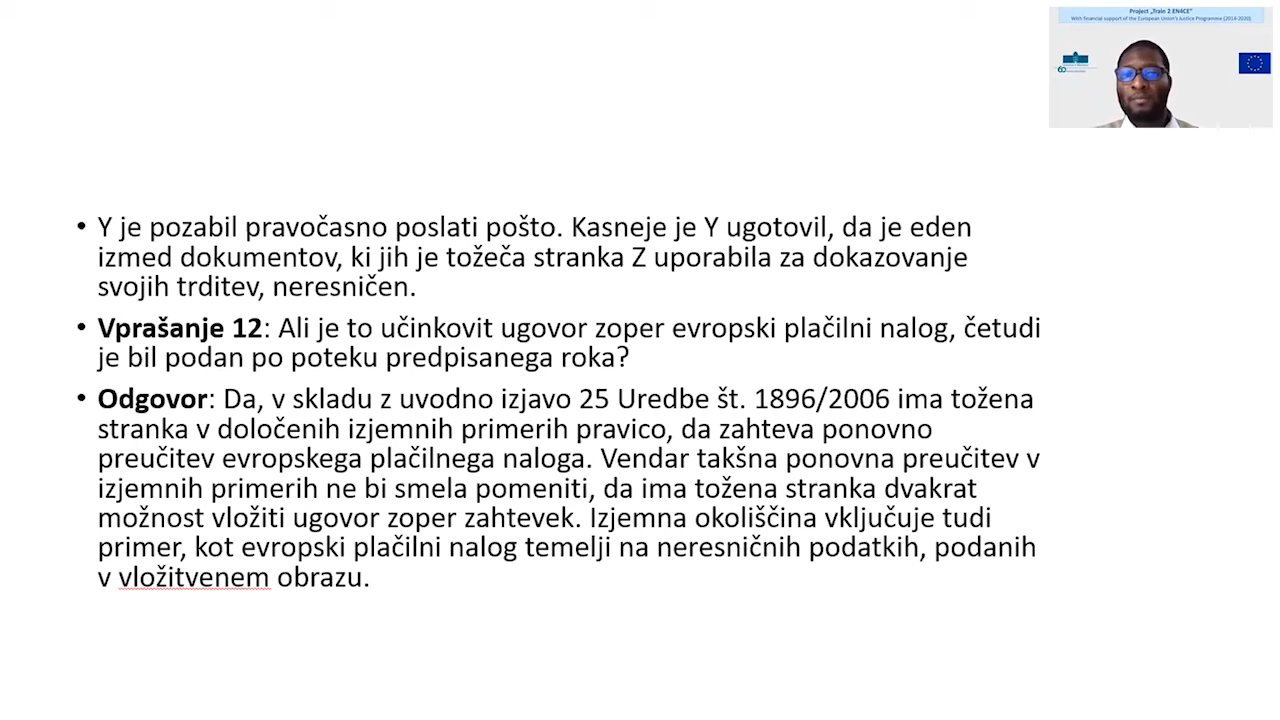 Project „Train 2 EN4CE"
With financial support of the European Union's Justice Programme (2014-2020)
• Y je pozabil pravočasno poslati pošto. Kasneje je Y ugotovil, da je eden
izmed dokumentov, ki jih je tožeča stranka Z uporabila za dokazovanje
svojih trditev, neresničen.
• Vprašanje 12: Ali je to učinkovit ugovor zoper evropski plačilni nalog, četudi
je bil podan po poteku predpisanega roka?
• Odgovor: Da, v skladu z uvodno izjavo 25 Uredbe št. 1896/2006 ima tožena
stranka v določenih izjemnih primerih pravico, da zahteva ponovno
preučitev evropskega plačilnega naloga. Vendar takšna ponovna preučitev v
izjemnih primerih ne bi smela pomeniti, da ima tožena stranka dvakrat
možnost vložiti ugovor zoper zahtevek. Izjemna okoliščina vključuje tudi
primer, kot evropski plačilni nalog temelji na neresničnih podatkih, podanih
v vložitvenem obrazu.